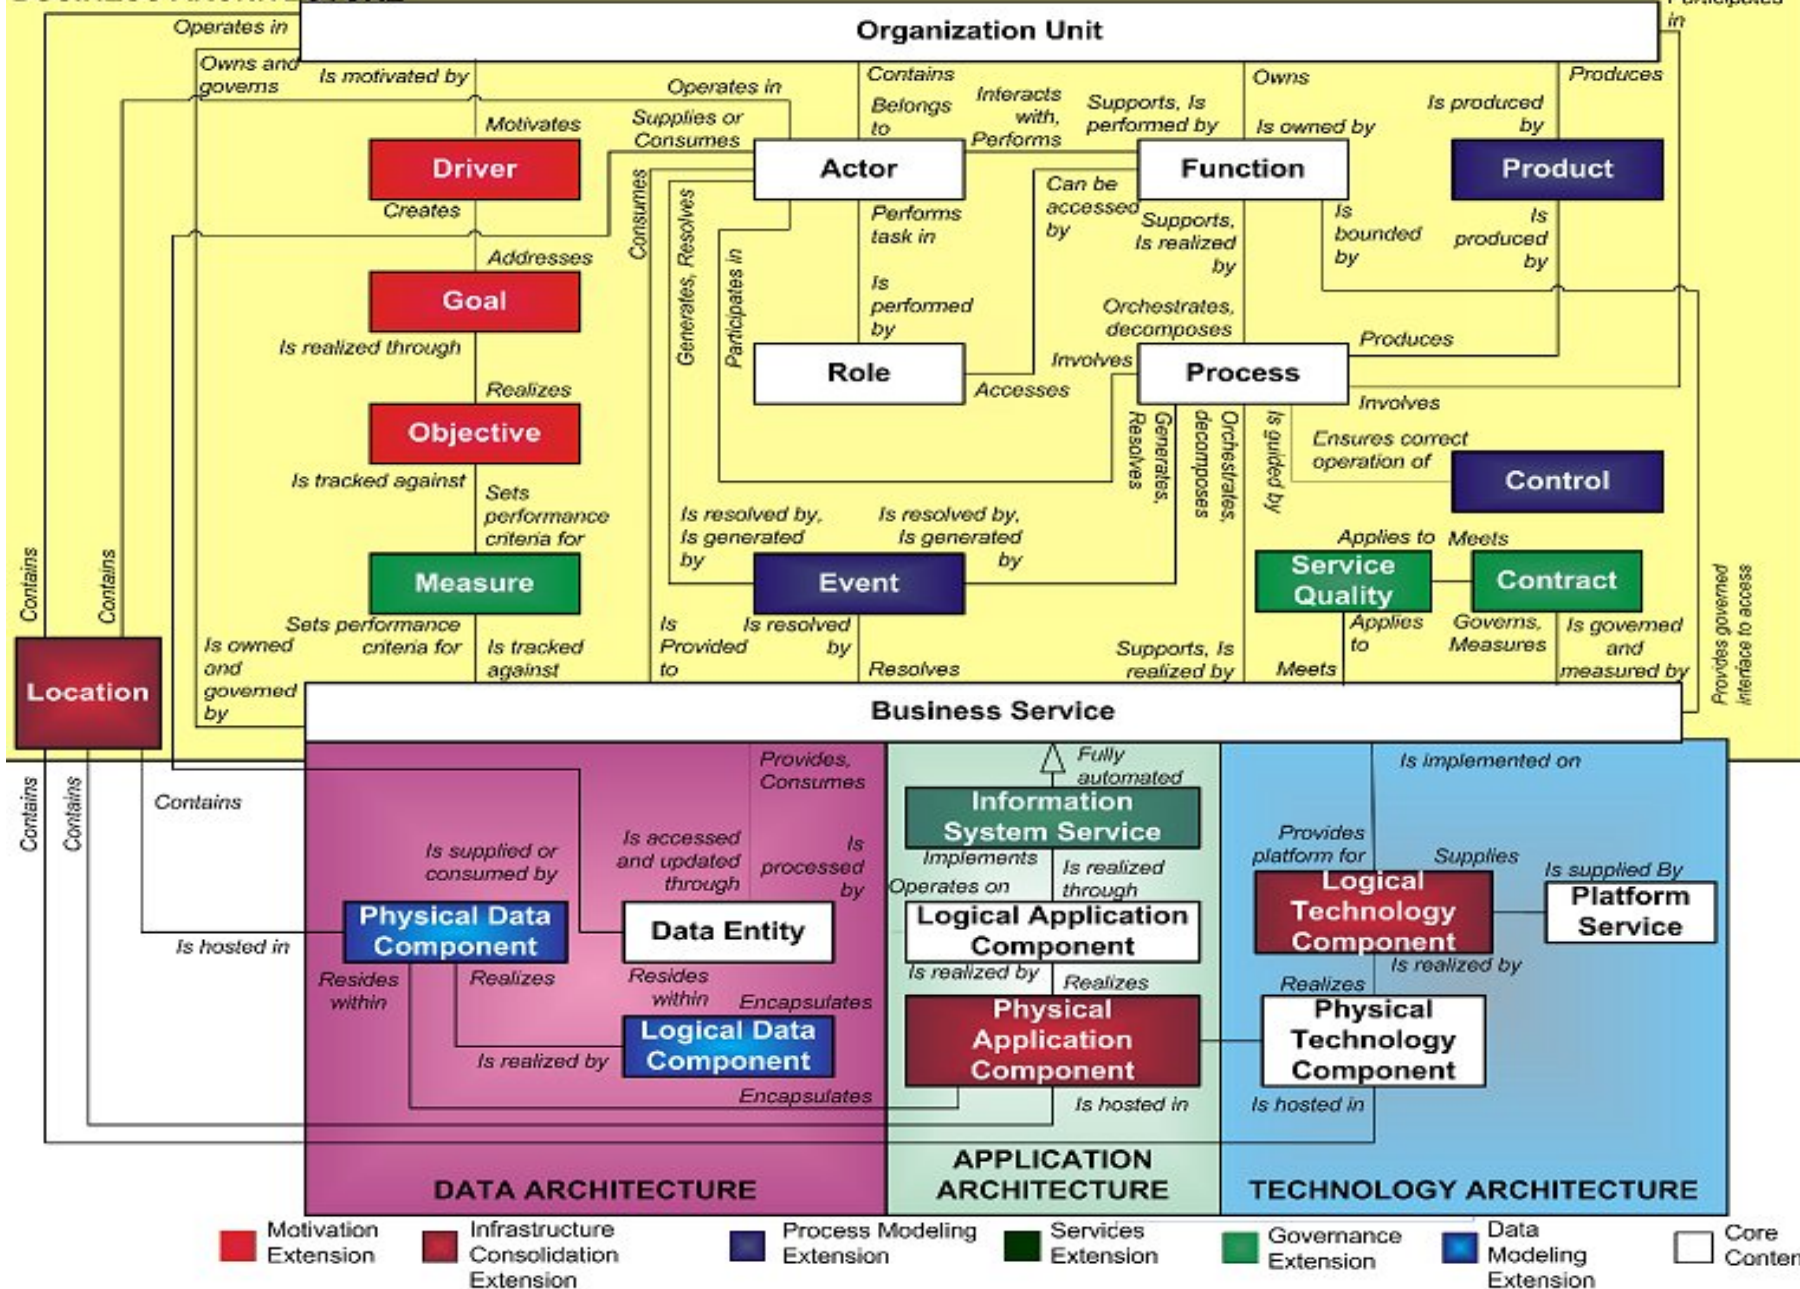 BUSINESS ARCHITECTURE
Participates
in
Operates in
Organization Unit
Owns and
governs
Is motivated by
Operates in
Contains
Belongs
to
Interacts
with,
Performs
Supports, Is
performed by
Owns
Is owned by
Produces
Is produced
by
Motivates
Supplies or
Consumes
Driver
Actor
Function
Product
Creates
Consumes
Generates, Resolves
Participates in
Performs
task in
Can be
accessed
by
Supports,
Is realized
by
Is
bounded
by
Is
produced
by
Addresses
Goal
Is
performed
by
Orchestrates,
decomposes
Is realized through
Produces
Role
Involves
Process
Accesses
Realizes
Involves
Objective
Generates,
Resolves
Orchestrates,
decomposes
Is guided by
Ensures correct
operation of
Control
Is tracked against
Sets
performance
criteria for
Is resolved by,
Is generated
by
Is resolved by,
Is generated
by
Applies to
Meets
Contains
Contains
Measure
Event
Service
Quality
Contract
Provides governed
interface to access
Sets performance
criteria for
Is tracked
against
Is owned
and
governed
by
Is
Provided
to
Is resolved
by
Resolves
Supports, Is
realized by
Meets
Applies
to
Governs,
Measures
Is governed
and
measured by
Location
Business Service
Contains
Contains
Contains
Provides,
Consumes
Fully
automated
Is implemented on
Information
System Service
Is supplied or
consumed by
Is accessed
and updated
through
Is
processed
by
Implements
Operates on
Is realized
through
Provides
platform for
Supplies
Is supplied By
Physical Data
Component
Data Entity
Logical Application
Component
Logical
Technology
Component
Platform
Service
Is hosted in
Resides
within
Realizes
Resides
within
Encapsulates
Is realized by
Realizes
Is realized by
Realizes
Logical Data
Component
Is realized by
Physical
Application
Component
Physical
Technology
Component
Encapsulates
Is hosted in
Is hosted in
DATA ARCHITECTURE
APPLICATION
ARCHITECTURE
TECHNOLOGY ARCHITECTURE
Motivation
Extension
Infrastructure
Consolidation
Extension
Process Modeling
Extension
Services
Extension
Governance
Extension
Data
Modeling
Extension
Core
Conten